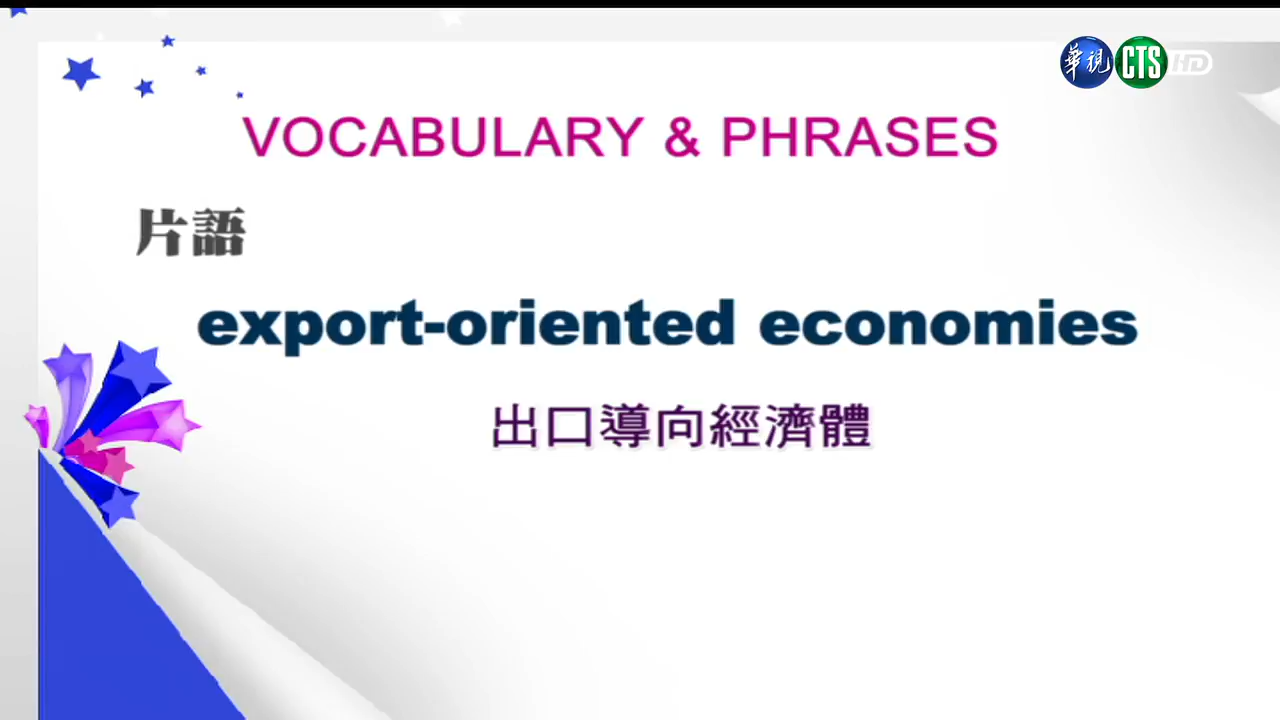 華視 CTS HD
VOCABULARY & PHRASES
片語
export-oriented economies
出口導向經濟體